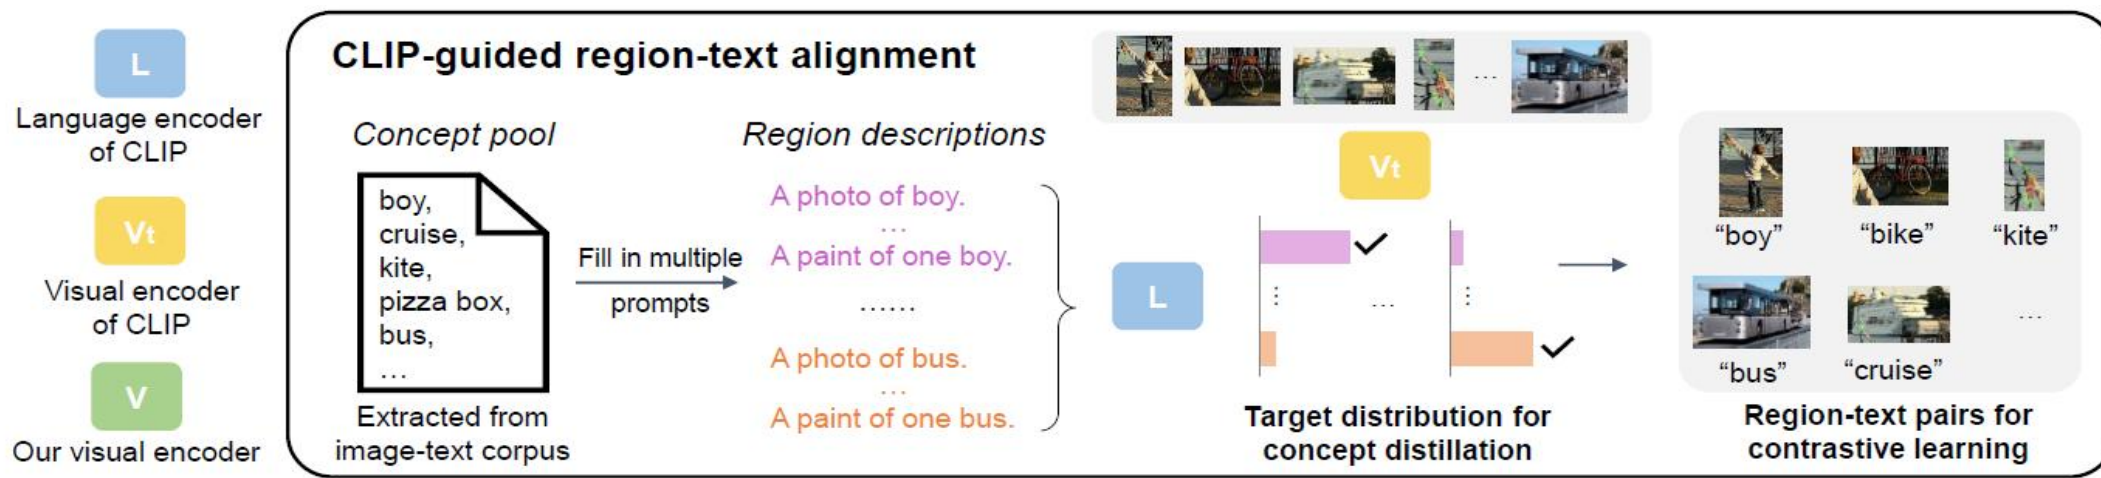 L
Language encoder
of CLIP
Vt
Visual encoder
of CLIP
V
Our visual encoder
CLIP-guided region-text alignment
Concept pool
boy,
cruise,
kite,
pizza box,
bus,
...
Extracted from
image-text corpus
Fill in multiple
prompts
Region descriptions
A photo of boy.
...
A paint of one boy.
......
A photo of bus.
...
A paint of one bus.
L
...
Vt
⋮
...
⋮
Target distribution for
concept distillation
“boy”
“bike”
“kite”
“bus”
“cruise”
...
Region-text pairs for
contrastive learning